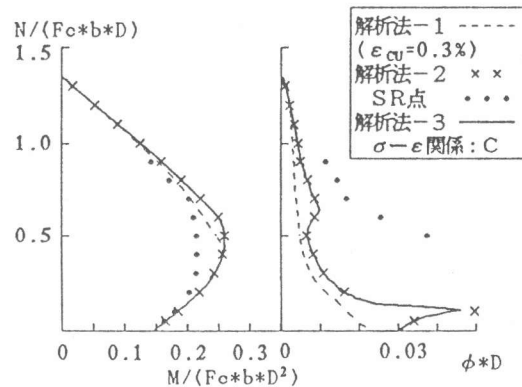 N/(Fc*b*D)
1.5
1.0
0.5
0
0.1
0.2
0.3
M/(Fc*b*D²)
0
0.03
φ*D
解析法－1 -----
(εCU=0.3%)
解析法－2 × ×
SR点 • • •
解析法－3 ───
σ－ε関係：C